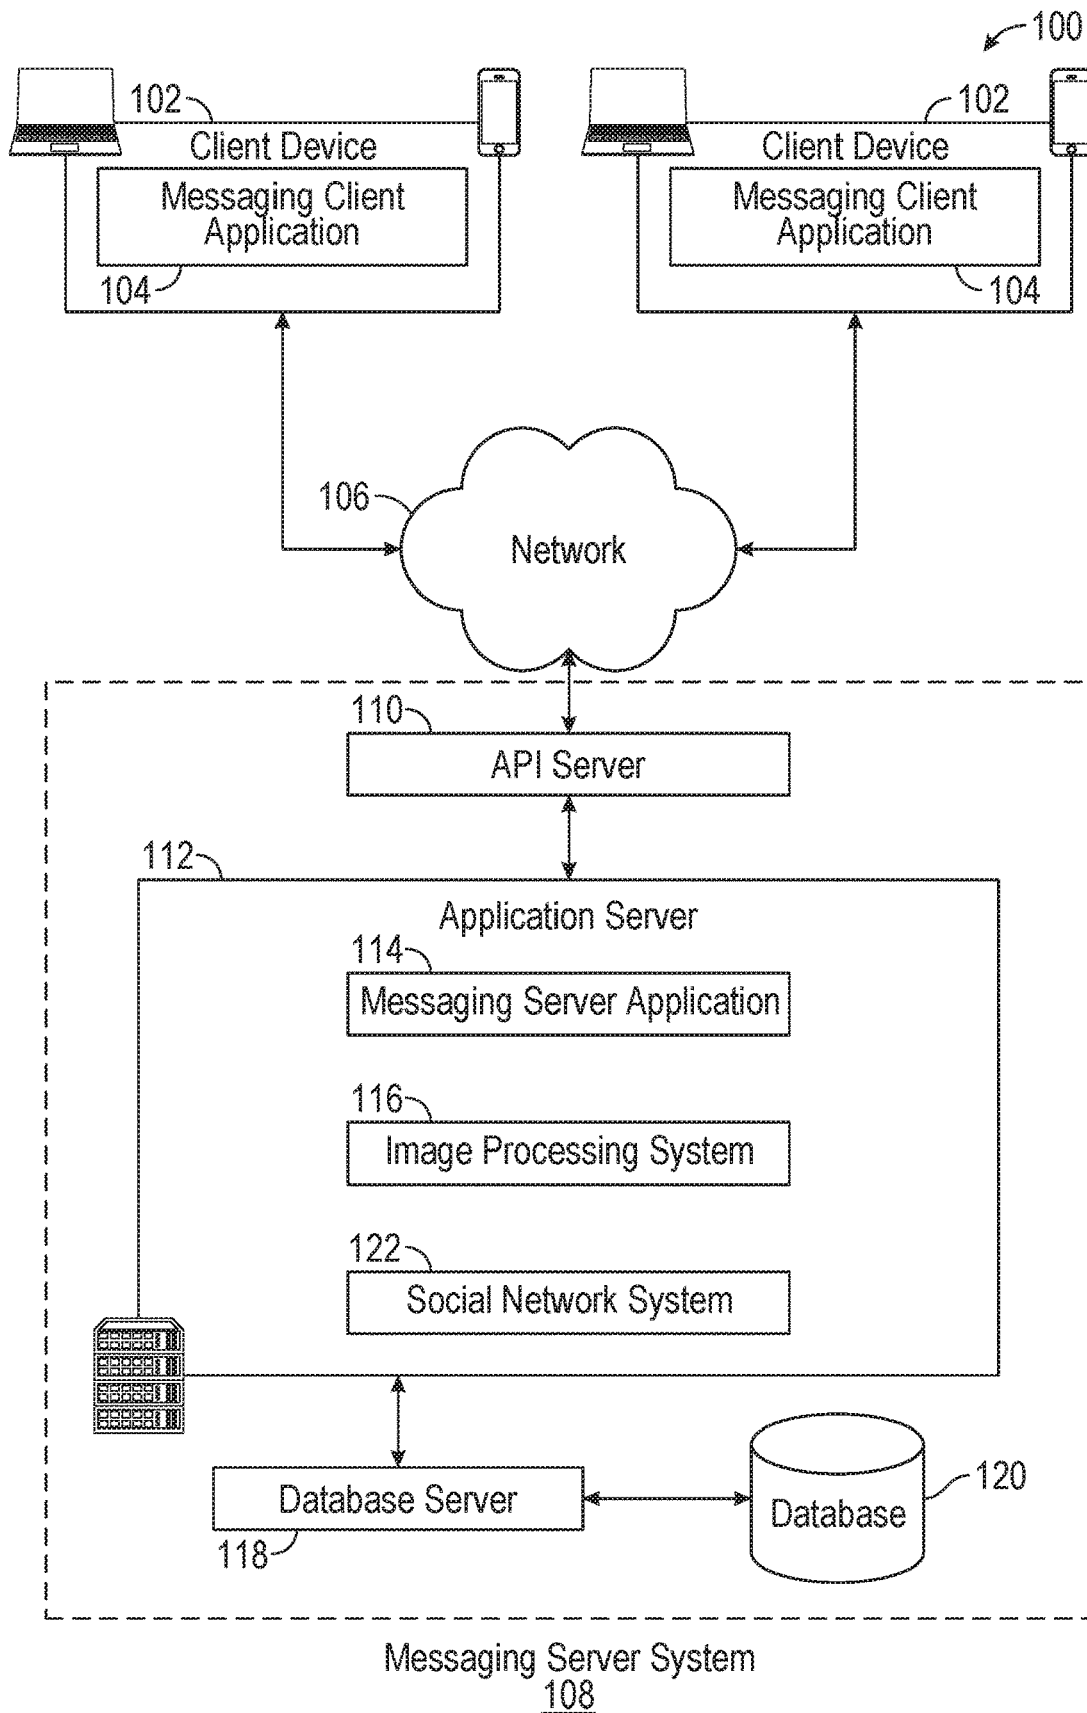 100
102
102
Client Device
Client Device
Messaging Client
Application
Messaging Client
Application
104
104
106
Network
110
API Server
112
Application Server
114
Messaging Server Application
116
Image Processing System
122
Social Network System
Database Server
118
Database
120
Messaging Server System
108